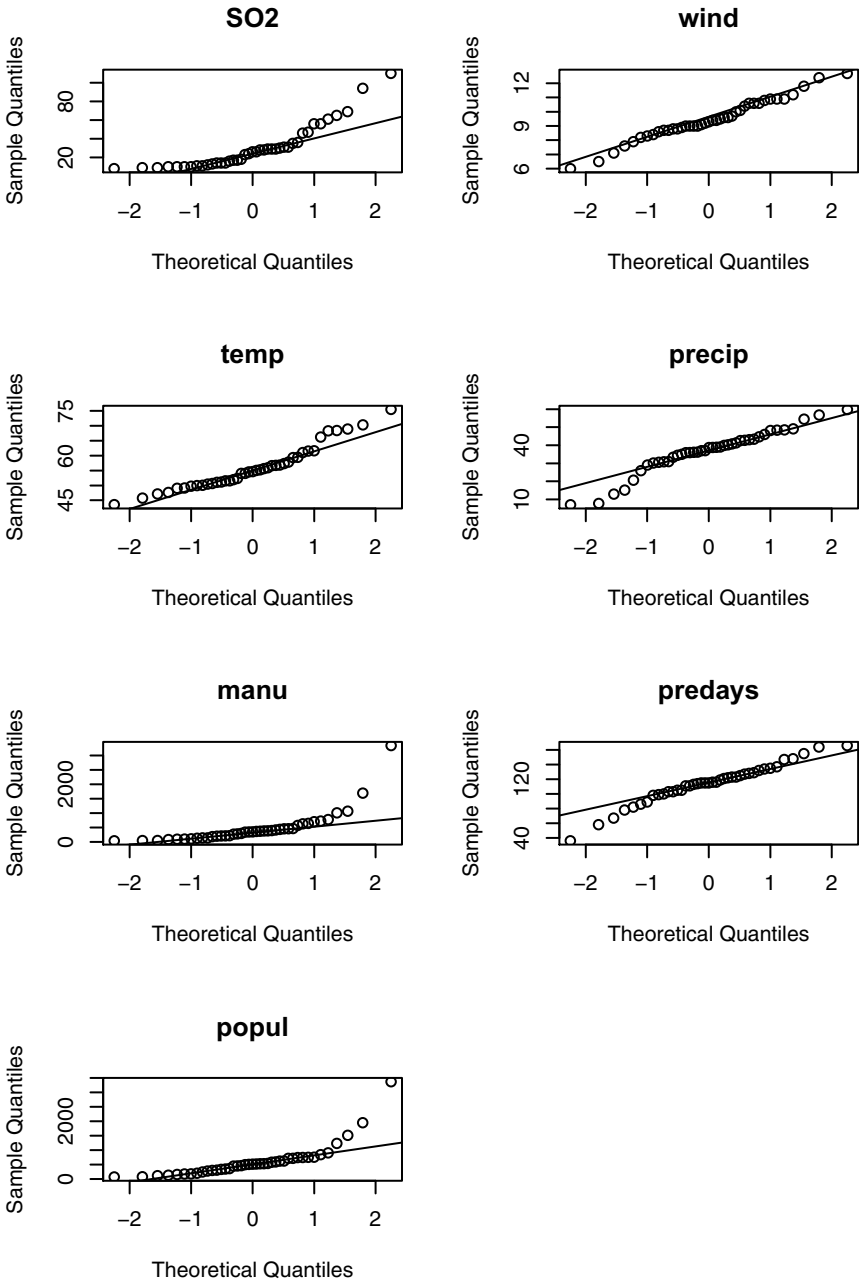 SO2
Sample Quantiles
80
20
−2 −1 0 1 2
Theoretical Quantiles
wind
Sample Quantiles
12
9
6
−2 −1 0 1 2
Theoretical Quantiles
temp
Sample Quantiles
75
60
45
−2 −1 0 1 2
Theoretical Quantiles
precip
Sample Quantiles
40
10
−2 −1 0 1 2
Theoretical Quantiles
manu
Sample Quantiles
2000
0
−2 −1 0 1 2
Theoretical Quantiles
predays
Sample Quantiles
120
40
−2 −1 0 1 2
Theoretical Quantiles
popul
Sample Quantiles
2000
0
−2 −1 0 1 2
Theoretical Quantiles